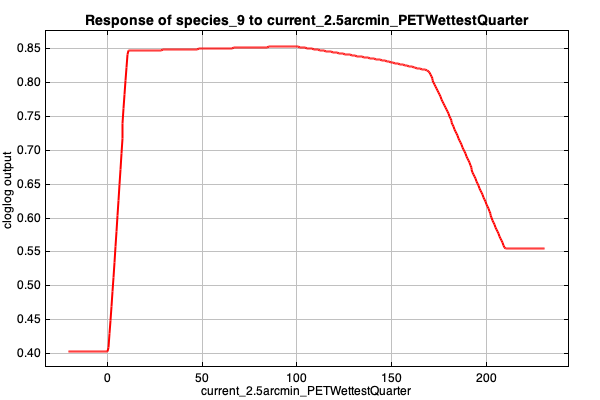 Response of species_9 to current_2.5arcmin_PETWettestQuarter
cloglog output
0.85
0.80
0.75
0.70
0.65
0.60
0.55
0.50
0.45
0.40
0 50 100 150 200
current_2.5arcmin_PETWettestQuarter